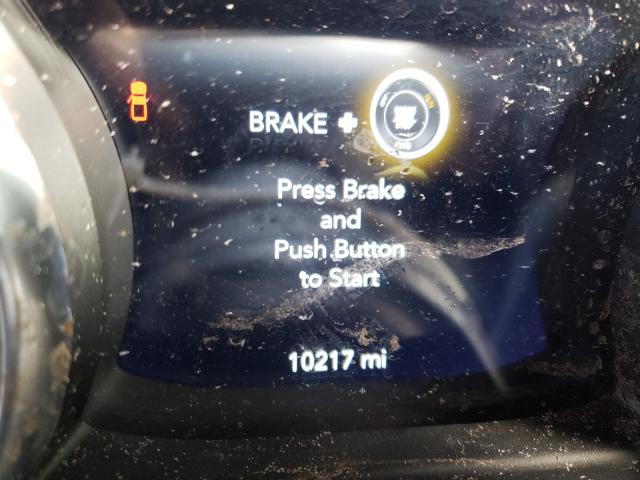 BRAKE +
Press Brake
and
Push Button
to Start
10217 mi